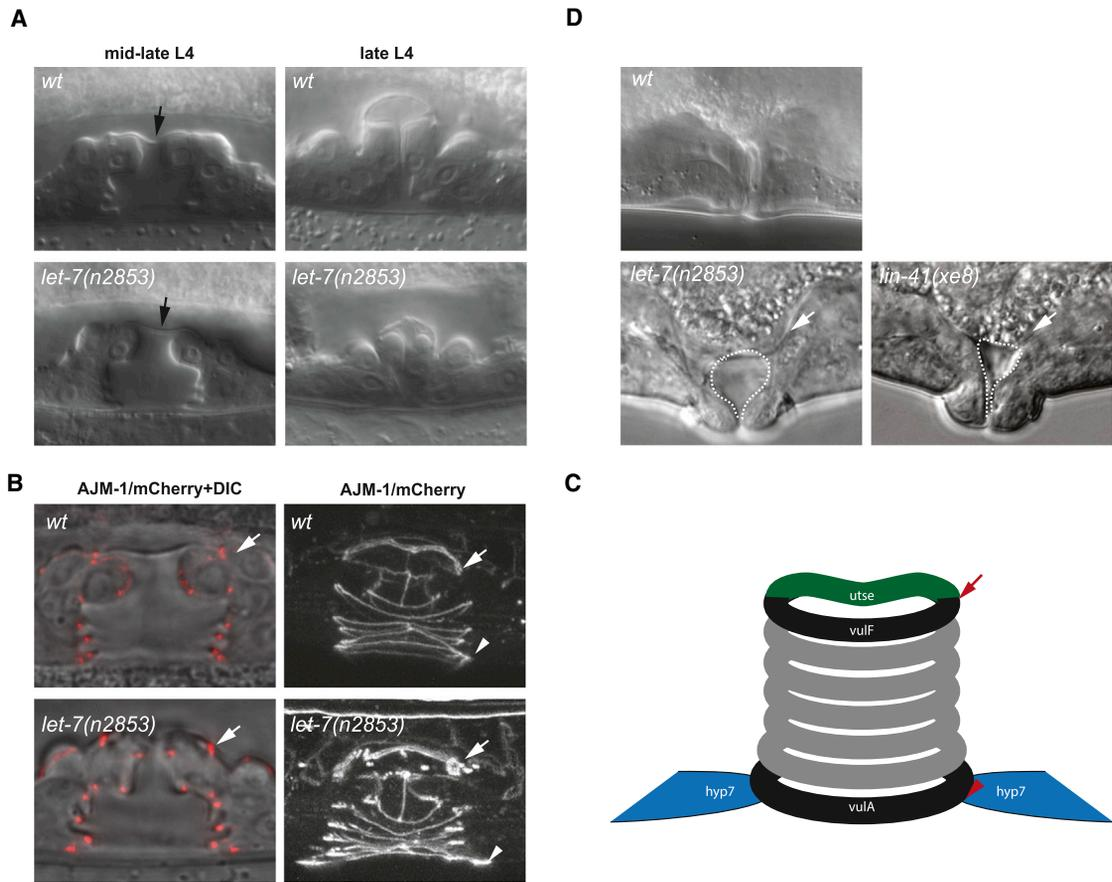 A
mid-late L4
late L4
wt
let-7(n2853)
let-7(n2853)
B
AJM-1/mCherry+DIC
AJM-1/mCherry
wt
wt
let-7(n2853)
let-7(n2853)
D
wt
let-7(n2853)
lin-41(xe8)
C
utse
vulF
hyp7
hyp7
vulA